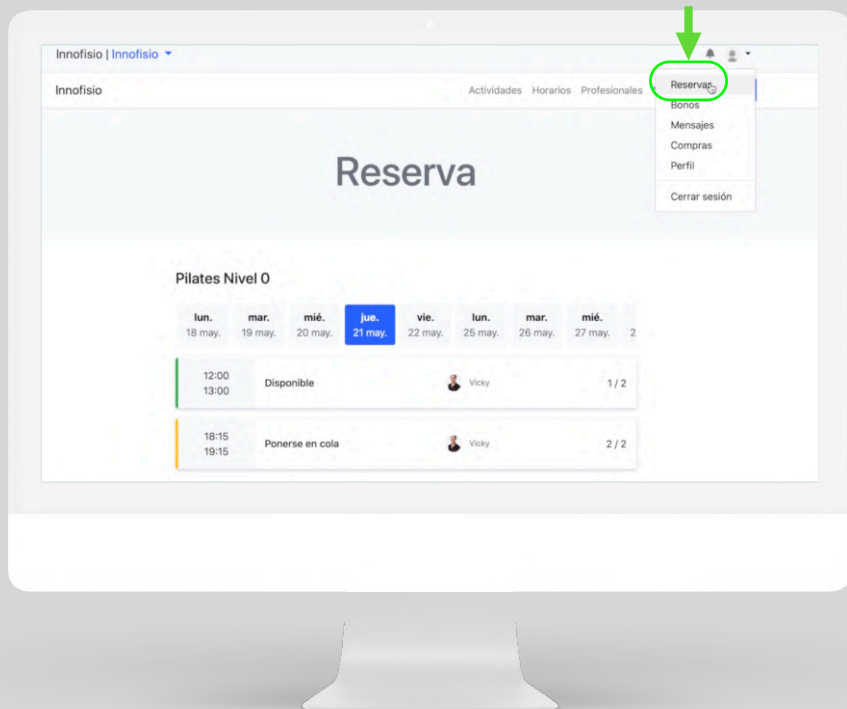 Innofisio | Innofisio
Innofisio
Actividades Horarios Profesionales
Reservas
Bonos
Mensajes
Compras
Perfil
Cerrar sesión
Reserva
Pilates Nivel 0
lun. mar. mié. jue. vie. lun. mar. mié.
18 may. 19 may. 20 may. 21 may. 22 may. 25 may. 26 may. 27 may. 2
12:00
13:00
Disponible Vicky 1 / 2
18:15
19:15
Ponerse en cola Vicky 2 / 2